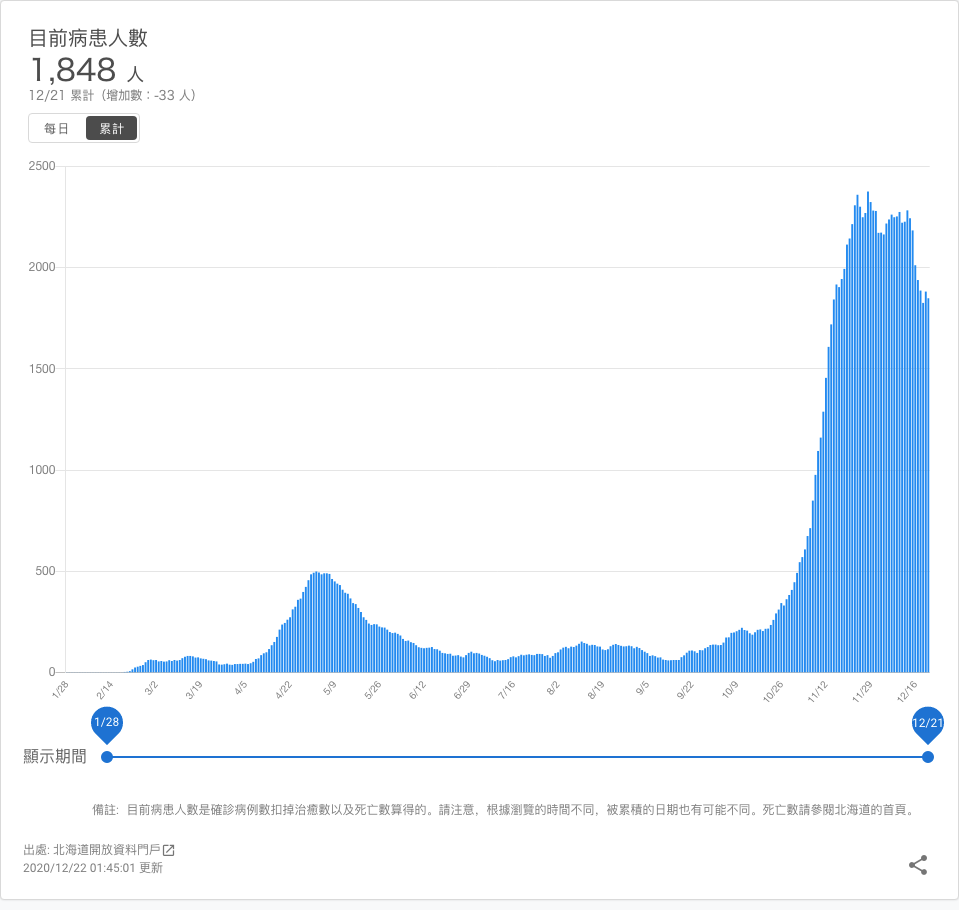 目前病患人數
1,848 人
12/21 累計（增加數：-33 人）
每日 累計
2500
2000
1500
1000
500
0
1/28 2/14 3/2 3/19 4/5 4/22 5/9 5/26 6/12 6/29 7/16 8/2 8/19 9/5 9/22 10/9 10/26 11/12 11/29 12/16
1/28 12/21
顯示期間
備註: 目前病患人數是確診病例數扣掉治癒數以及死亡數算得的。請注意，根據瀏覽的時間不同，被累積的日期也有可能不同。死亡數請參閱北海道的首頁。
出處: 北海道開放資料門戶
2020/12/22 01:45:01 更新